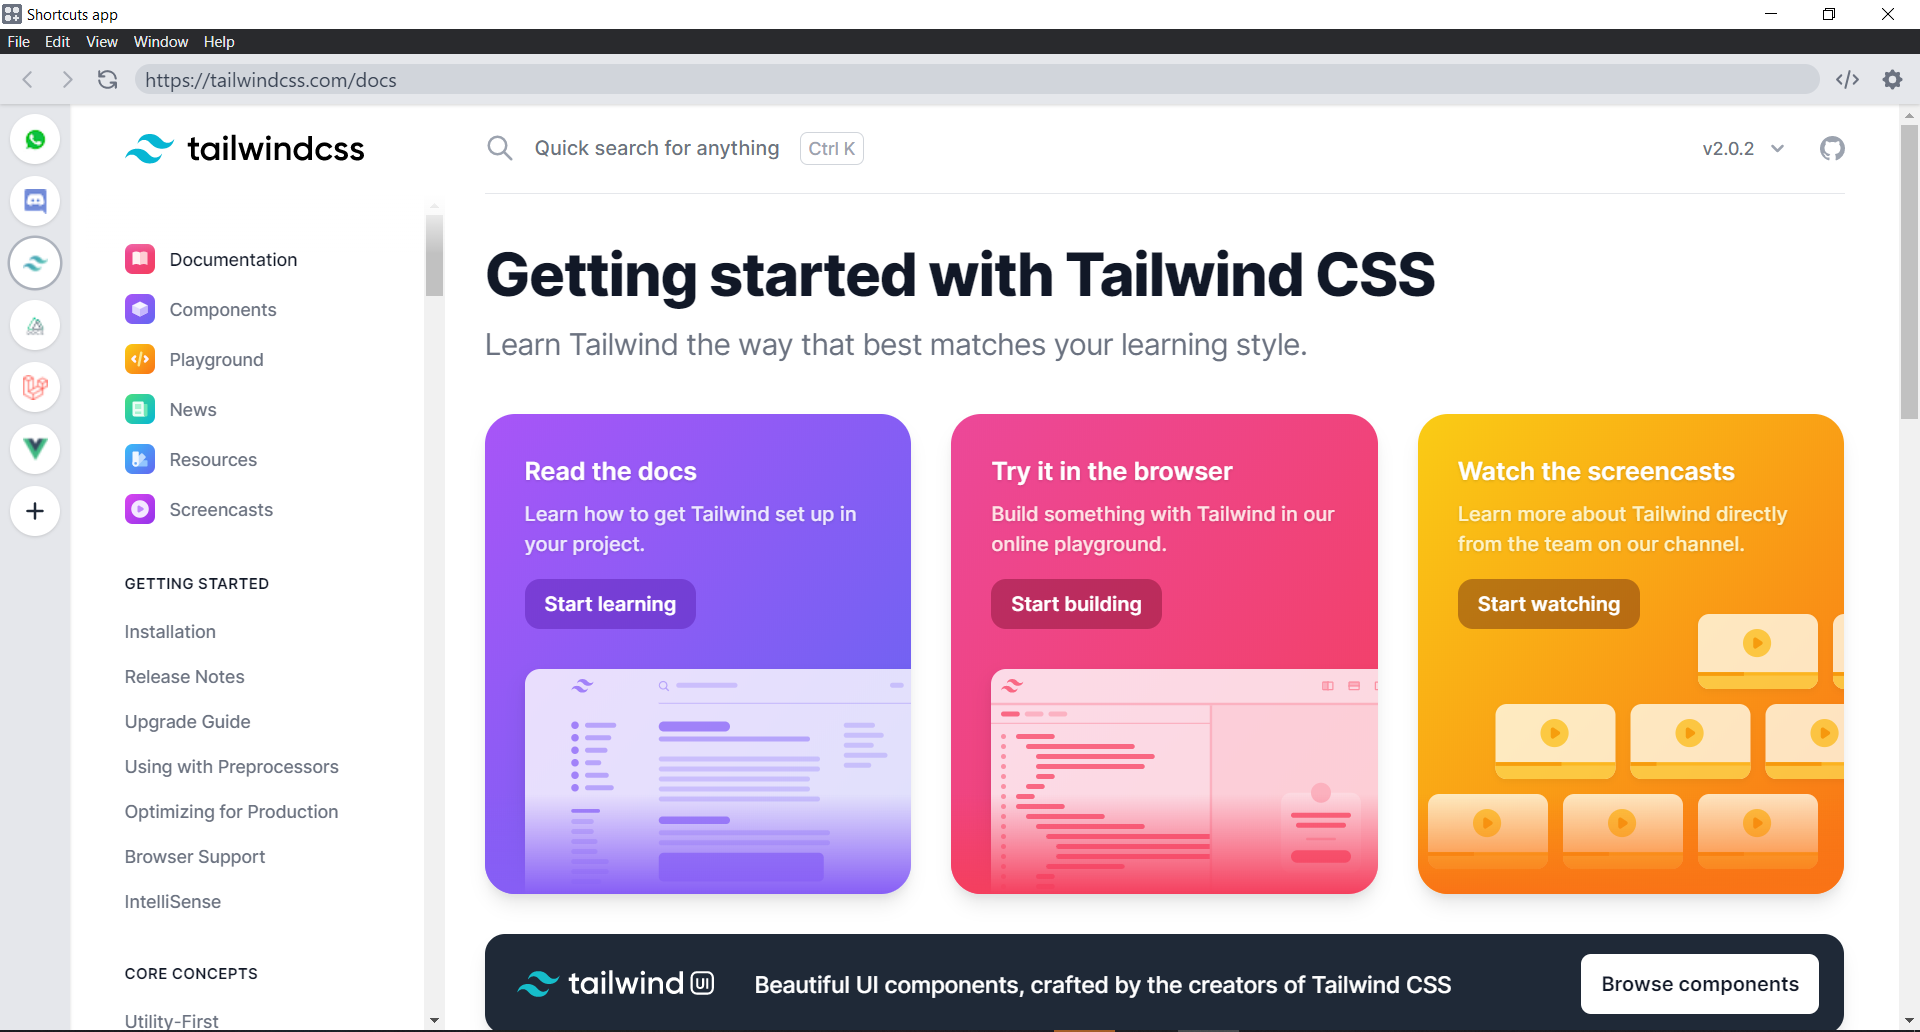 Shortcuts app
File Edit View Window Help
https://tailwindcss.com/docs
tailwindcss
Quick search for anything Ctrl K
v2.0.2
Documentation
Components
Playground
News
Resources
Screencasts
GETTING STARTED
Installation
Release Notes
Upgrade Guide
Using with Preprocessors
Optimizing for Production
Browser Support
IntelliSense
CORE CONCEPTS
Utility-First
Getting started with Tailwind CSS
Learn Tailwind the way that best matches your learning style.
Read the docs
Learn how to get Tailwind set up in
your project.
Start learning
Try it in the browser
Build something with Tailwind in our
online playground.
Start building
Watch the screencasts
Learn more about Tailwind directly
from the team on our channel.
Start watching
tailwind UI
Beautiful UI components, crafted by the creators of Tailwind CSS
Browse components